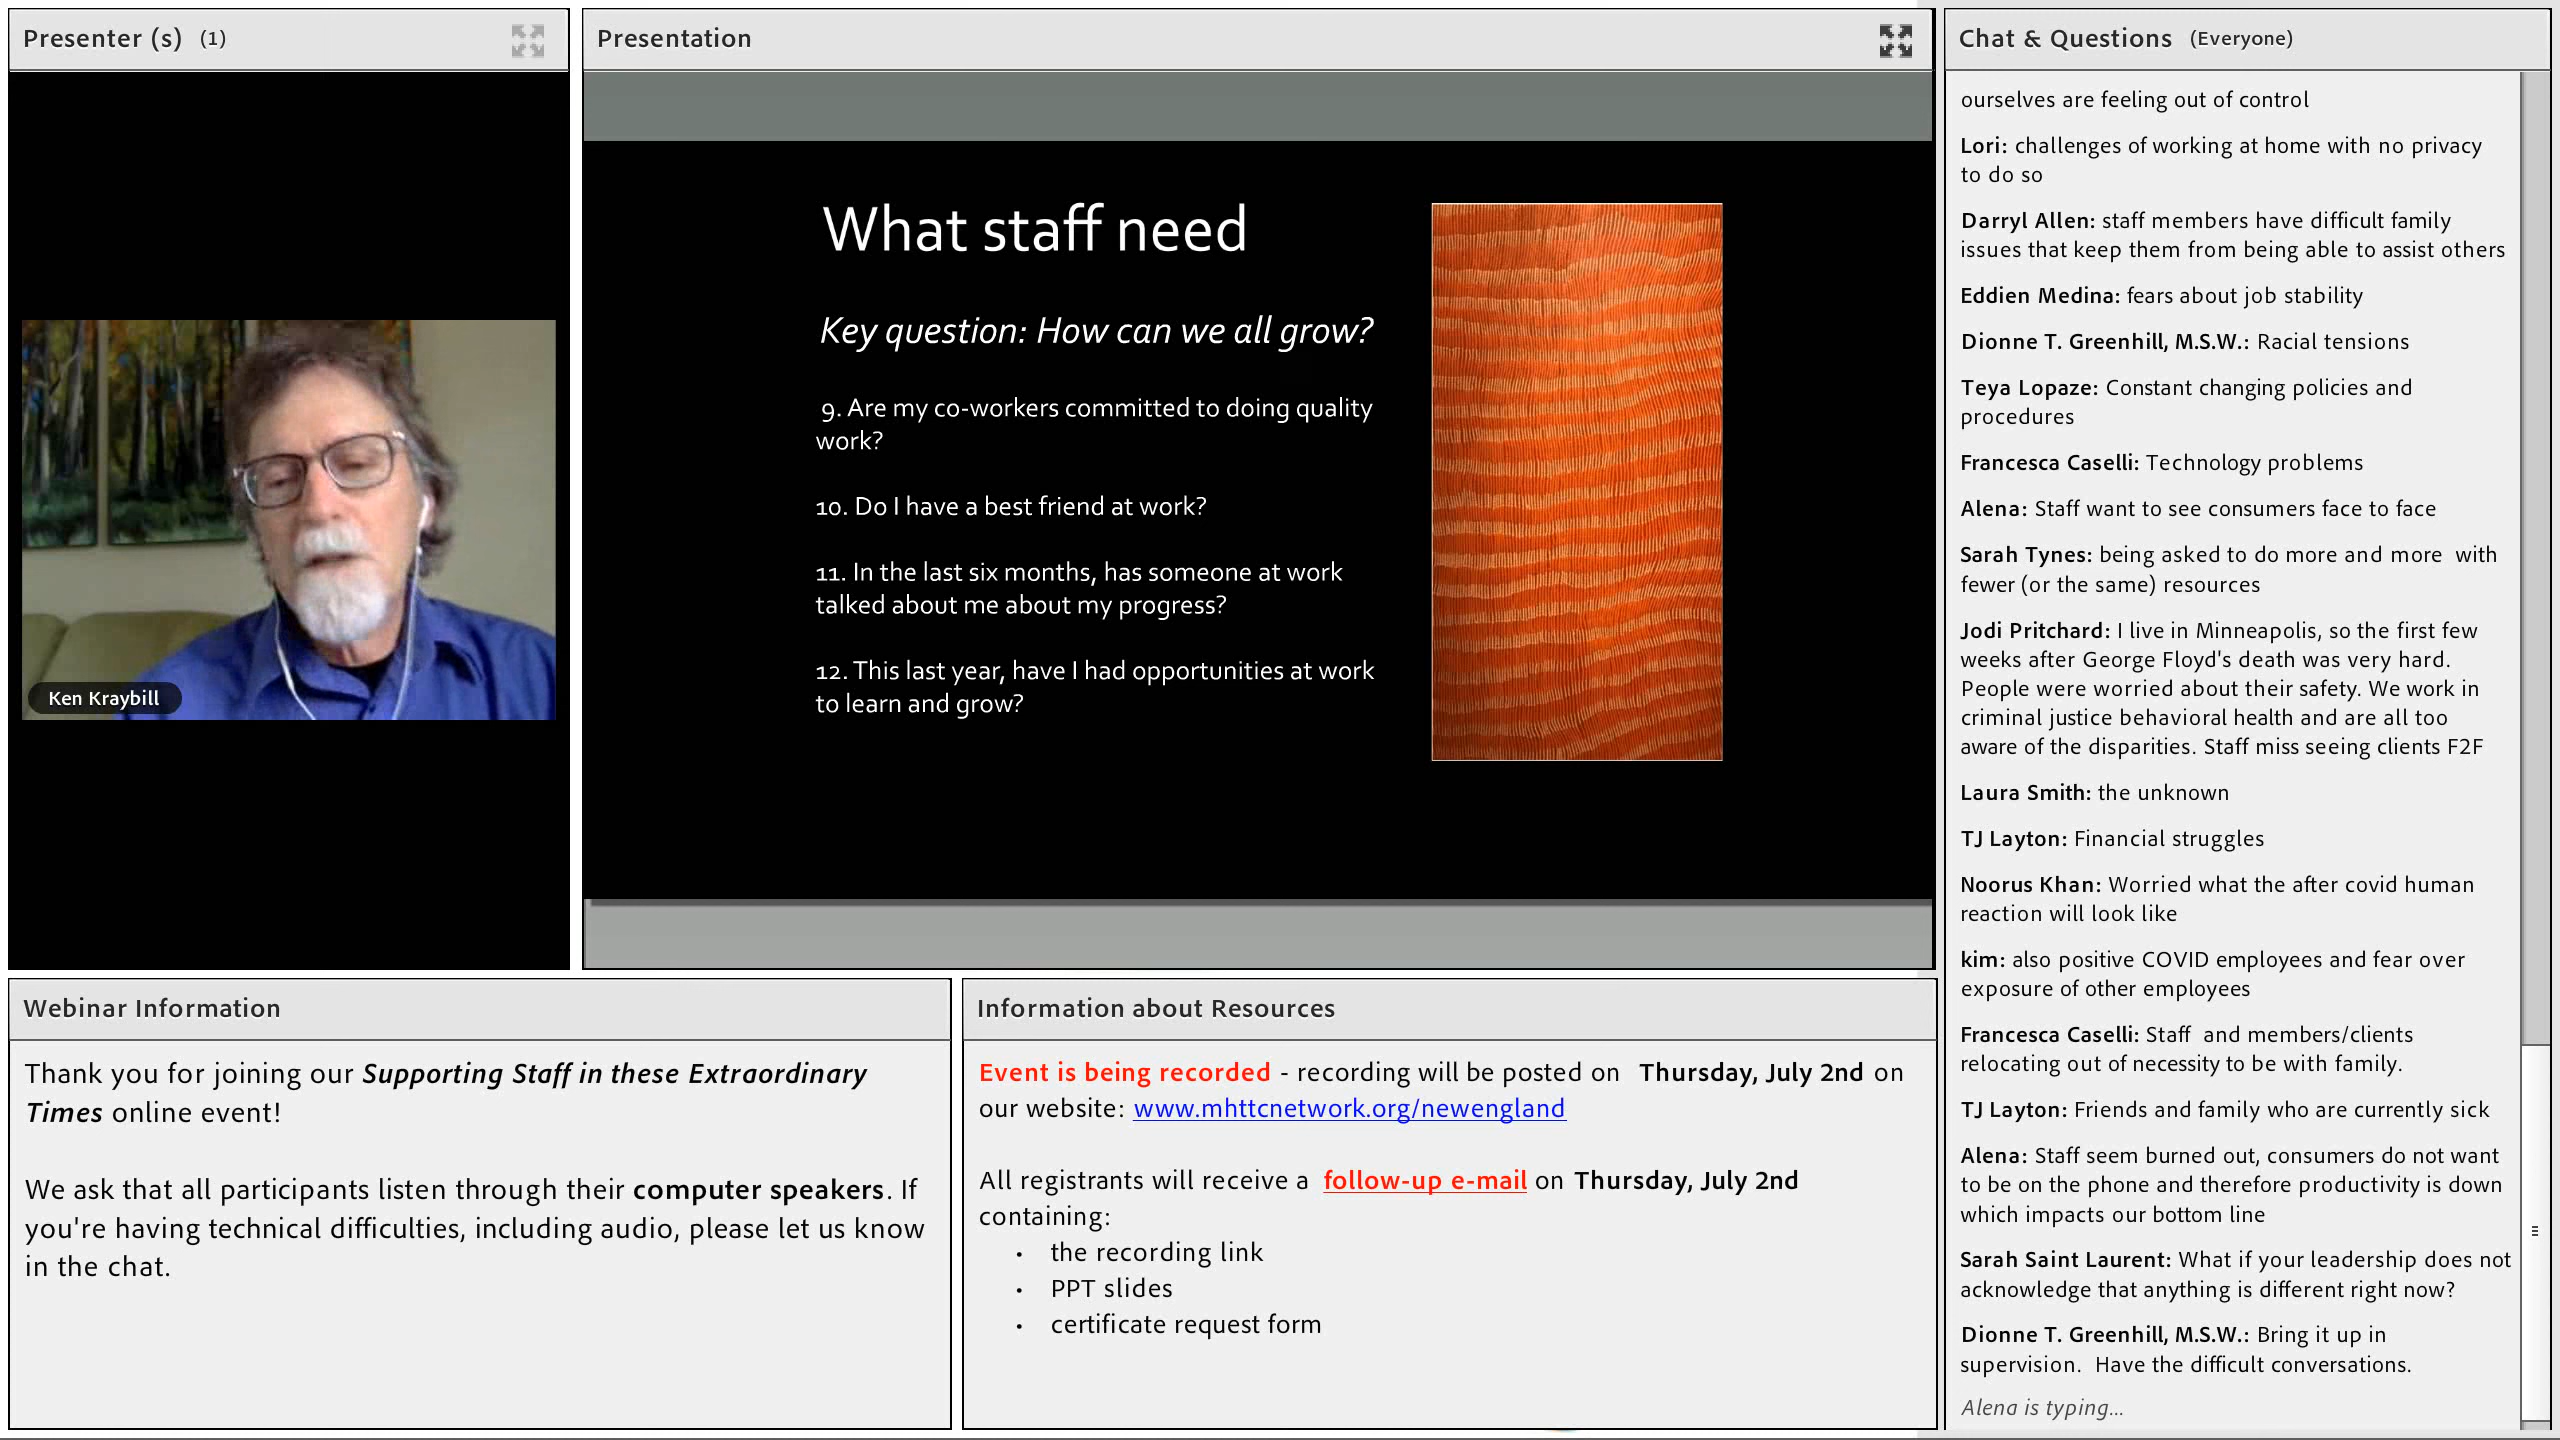 Presenter (s) (1)
Ken Kraybill
Presentation
What staff need
Key question: How can we all grow?
9. Are my co-workers committed to doing quality
work?
10. Do I have a best friend at work?
11. In the last six months, has someone at work
talked about me about my progress?
12. This last year, have I had opportunities at work
to learn and grow?
Webinar Information
Thank you for joining our Supporting Staff in these Extraordinary
Times online event!
We ask that all participants listen through their computer speakers. If
you're having technical difficulties, including audio, please let us know
in the chat.
Information about Resources
Event is being recorded - recording will be posted on Thursday, July 2nd on
our website: www.mhttcnetwork.org/newengland
All registrants will receive a follow-up e-mail on Thursday, July 2nd
containing:
• the recording link
• PPT slides
• certificate request form
Chat & Questions (Everyone)
ourselves are feeling out of control
Lori: challenges of working at home with no privacy
to do so
Darryl Allen: staff members have difficult family
issues that keep them from being able to assist others
Eddien Medina: fears about job stability
Dionne T. Greenhill, M.S.W.: Racial tensions
Teya Lopaze: Constant changing policies and
procedures
Francesca Caselli: Technology problems
Alena: Staff want to see consumers face to face
Sarah Tynes: being asked to do more and more with
fewer (or the same) resources
Jodi Pritchard: I live in Minneapolis, so the first few
weeks after George Floyd's death was very hard.
People were worried about their safety. We work in
criminal justice behavioral health and are all too
aware of the disparities. Staff miss seeing clients F2F
Laura Smith: the unknown
TJ Layton: Financial struggles
Noorus Khan: Worried what the after covid human
reaction will look like
kim: also positive COVID employees and fear over
exposure of other employees
Francesca Caselli: Staff and members/clients
relocating out of necessity to be with family.
TJ Layton: Friends and family who are currently sick
Alena: Staff seem burned out, consumers do not want
to be on the phone and therefore productivity is down
which impacts our bottom line
Sarah Saint Laurent: What if your leadership does not
acknowledge that anything is different right now?
Dionne T. Greenhill, M.S.W.: Bring it up in
supervision. Have the difficult conversations.
Alena is typing...